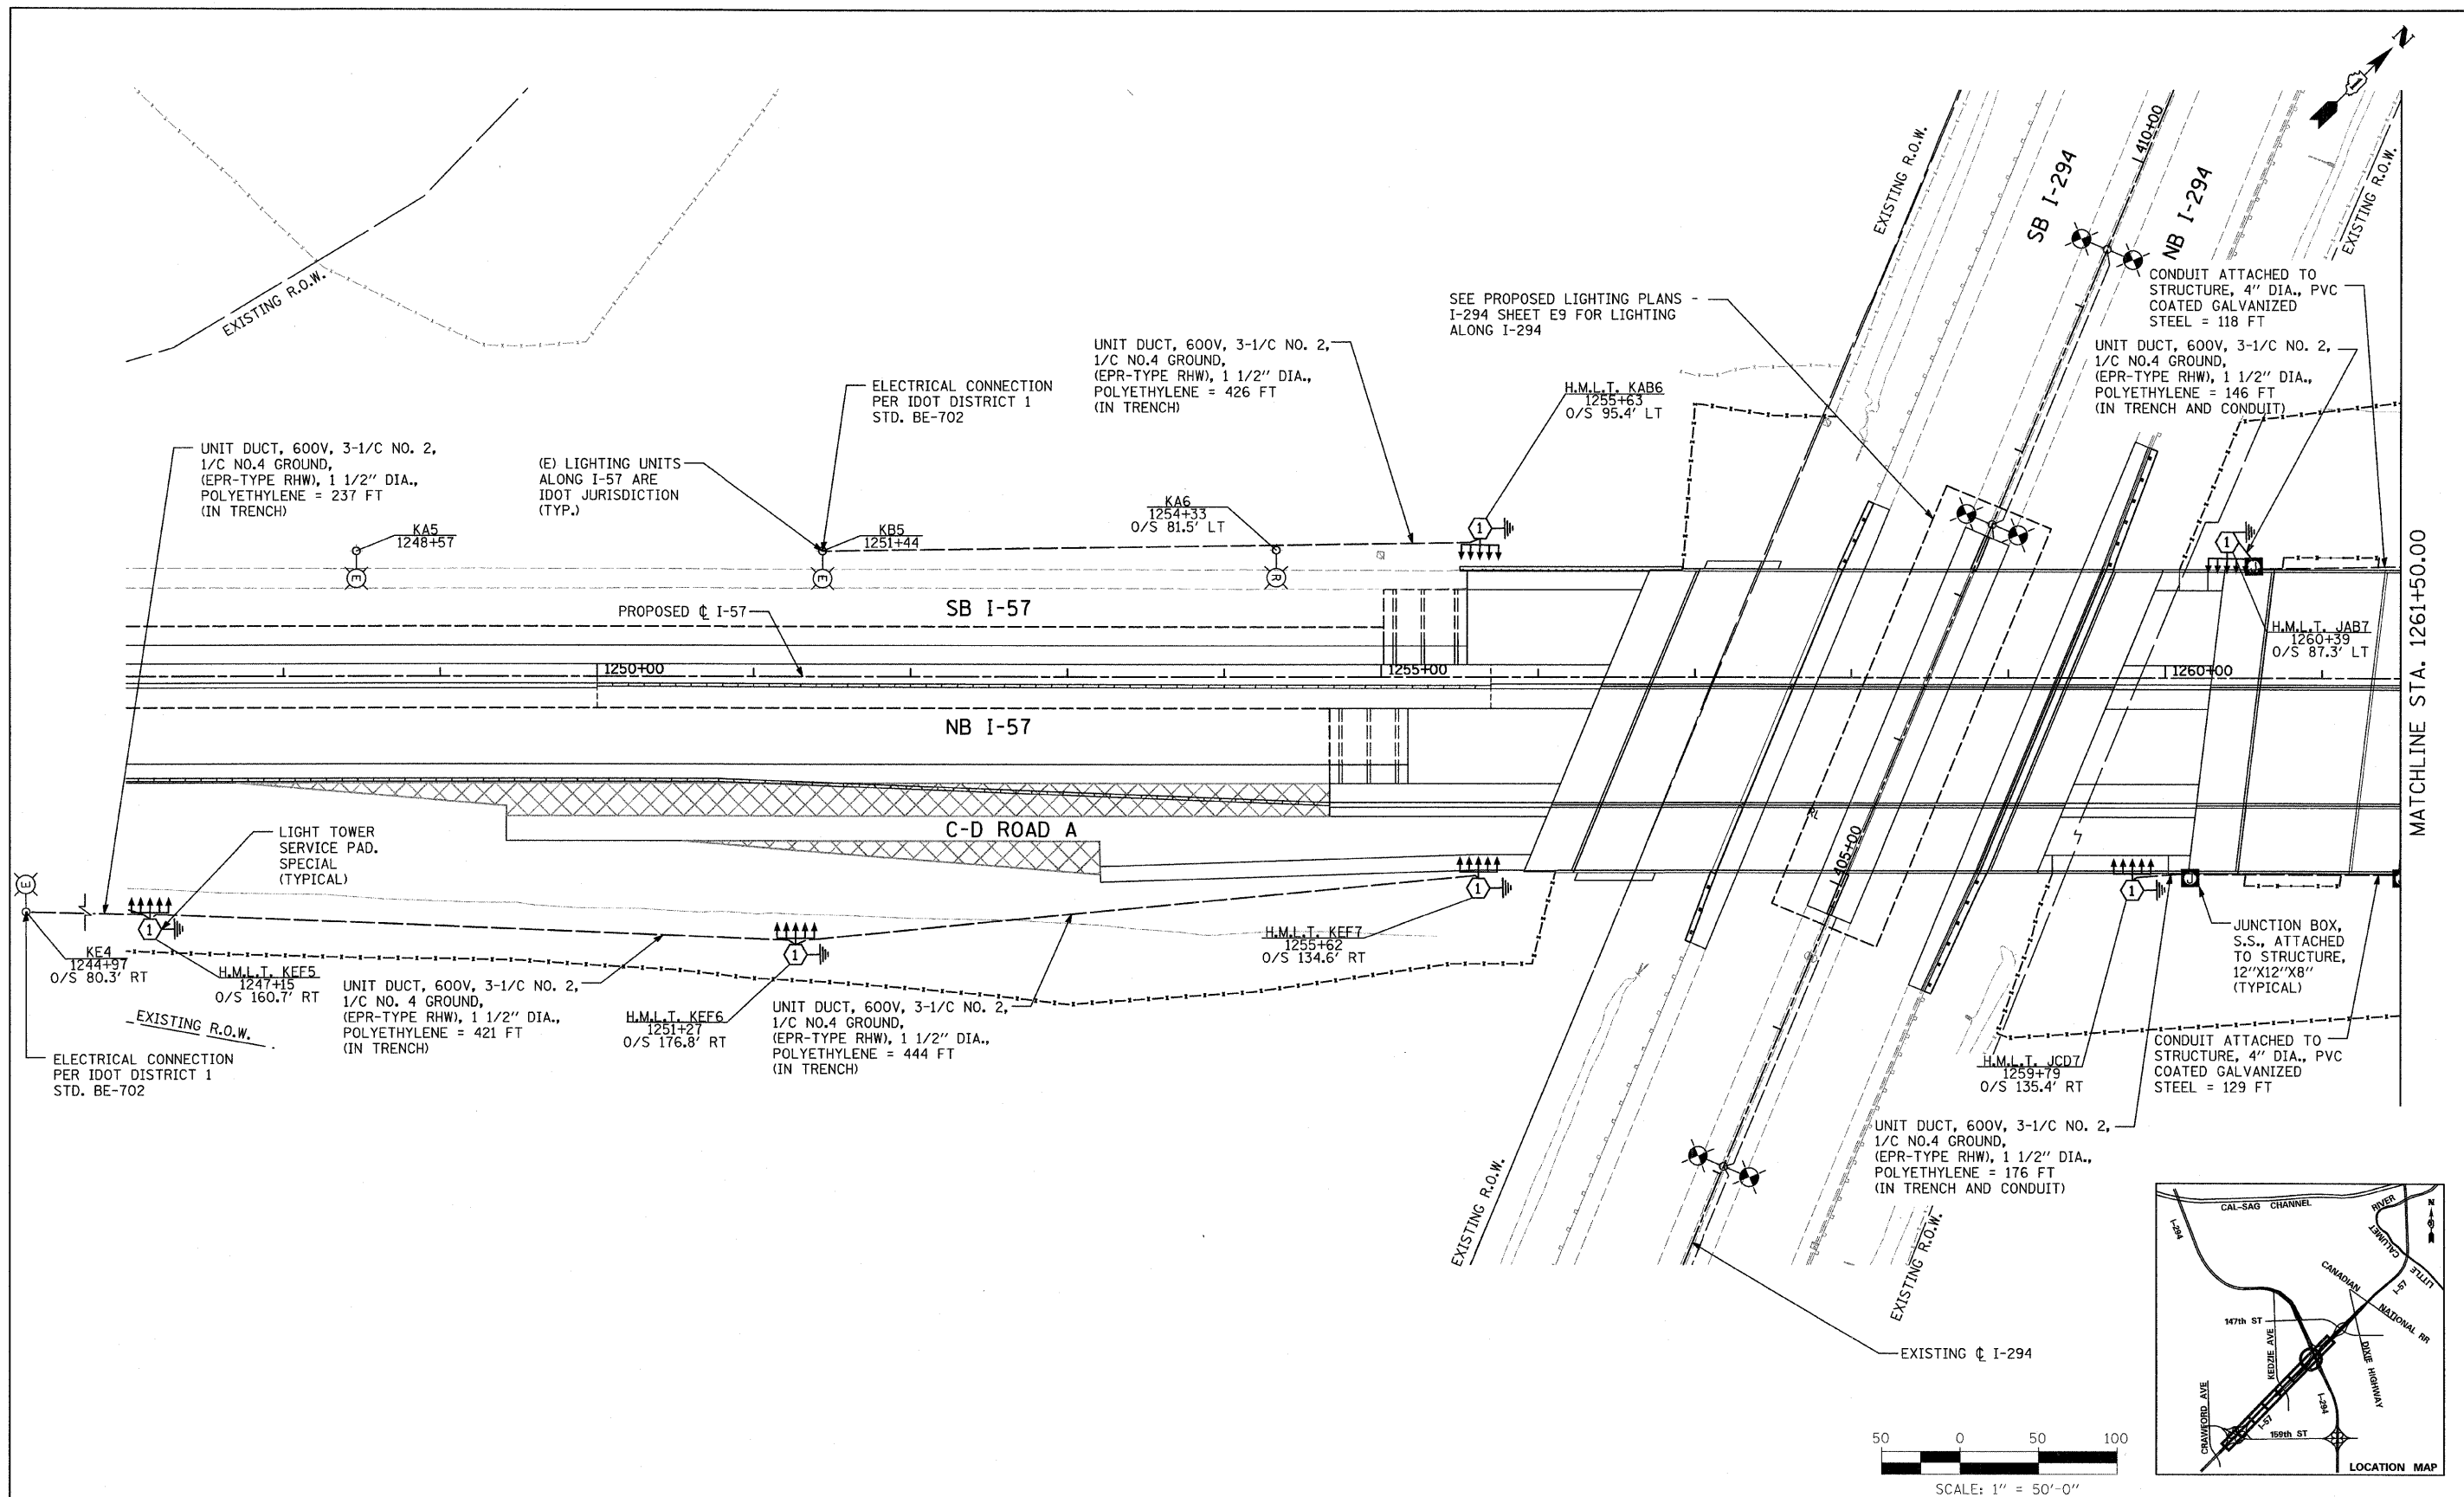 N
EXISTING R.O.W.
EXISTING R.O.W.
SB I-294
410+00
NB I-294
EXISTING R.O.W.
CONDUIT ATTACHED TO
STRUCTURE, 4" DIA., PVC
COATED GALVANIZED
STEEL = 118 FT
SEE PROPOSED LIGHTING PLANS -
I-294 SHEET E9 FOR LIGHTING
ALONG I-294
UNIT DUCT, 600V, 3-1/C NO. 2,
1/C NO.4 GROUND,
(EPR-TYPE RHW), 1 1/2" DIA.,
POLYETHYLENE = 426 FT
(IN TRENCH)
UNIT DUCT, 600V, 3-1/C NO. 2,
1/C NO.4 GROUND,
(EPR-TYPE RHW), 1 1/2" DIA.,
POLYETHYLENE = 146 FT
(IN TRENCH AND CONDUIT)
ELECTRICAL CONNECTION
PER IDOT DISTRICT 1
STD. BE-702
H.M.L.T. KAB6
1255+63
O/S 95.4' LT
UNIT DUCT, 600V, 3-1/C NO. 2,
1/C NO.4 GROUND,
(EPR-TYPE RHW), 1 1/2" DIA.,
POLYETHYLENE = 237 FT
(IN TRENCH)
(E) LIGHTING UNITS
ALONG I-57 ARE
IDOT JURISDICTION
(TYP.)
KA5
1248+57
KB5
1251+44
KA6
1254+33
O/S 81.5' LT
1
1
E
E
R
J
PROPOSED ℄ I-57
SB I-57
H.M.L.T. JAB7
1260+39
O/S 87.3' LT
MATCHLINE STA. 1261+50.00
1250+00
1255+00
1260+00
NB I-57
C-D ROAD A
RL
405+00
LIGHT TOWER
SERVICE PAD.
SPECIAL
(TYPICAL)
E
1
1
1
1
J
KE4
1244+97
O/S 80.3' RT
H.M.L.T. KEF5
1247+15
O/S 160.7' RT
UNIT DUCT, 600V, 3-1/C NO. 2,
1/C NO. 4 GROUND,
(EPR-TYPE RHW), 1 1/2" DIA.,
POLYETHYLENE = 421 FT
(IN TRENCH)
H.M.L.T. KEF6
1251+27
O/S 176.8' RT
UNIT DUCT, 600V, 3-1/C NO. 2,
1/C NO.4 GROUND,
(EPR-TYPE RHW), 1 1/2" DIA.,
POLYETHYLENE = 444 FT
(IN TRENCH)
H.M.L.T. KEF7
1255+62
O/S 134.6' RT
JUNCTION BOX,
S.S., ATTACHED
TO STRUCTURE,
12"X12"X8"
(TYPICAL)
EXISTING R.O.W.
ELECTRICAL CONNECTION
PER IDOT DISTRICT 1
STD. BE-702
H.M.L.T. JCD7
1259+79
O/S 135.4' RT
CONDUIT ATTACHED TO
STRUCTURE, 4" DIA., PVC
COATED GALVANIZED
STEEL = 129 FT
UNIT DUCT, 600V, 3-1/C NO. 2,
1/C NO.4 GROUND,
(EPR-TYPE RHW), 1 1/2" DIA.,
POLYETHYLENE = 176 FT
(IN TRENCH AND CONDUIT)
EXISTING R.O.W.
EXISTING R.O.W.
EXISTING ℄ I-294
50 0 50 100
SCALE: 1" = 50'-0"
CAL-SAG CHANNEL
LITTLE CALUMET RIVER
N
I-294
CANADIAN NATIONAL RR
I-57
147th ST
KEDZIE AVE
DIXIE HIGHWAY
I-294
CRAWFORD AVE
I-57
159th ST
LOCATION MAP